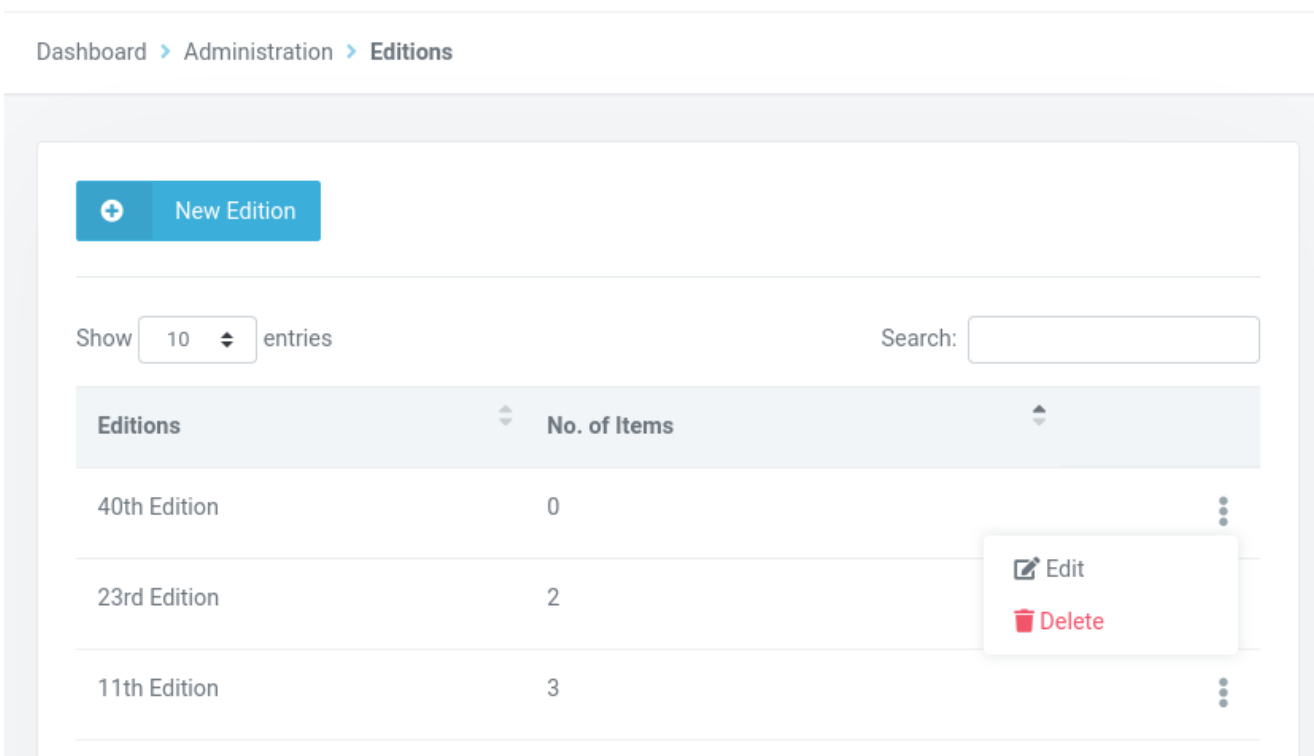 Dashboard > Administration > Editions
New Edition
Show 10 entries
Search:
Editions No. of Items
40th Edition 0
Edit
23rd Edition 2
Delete
11th Edition 3